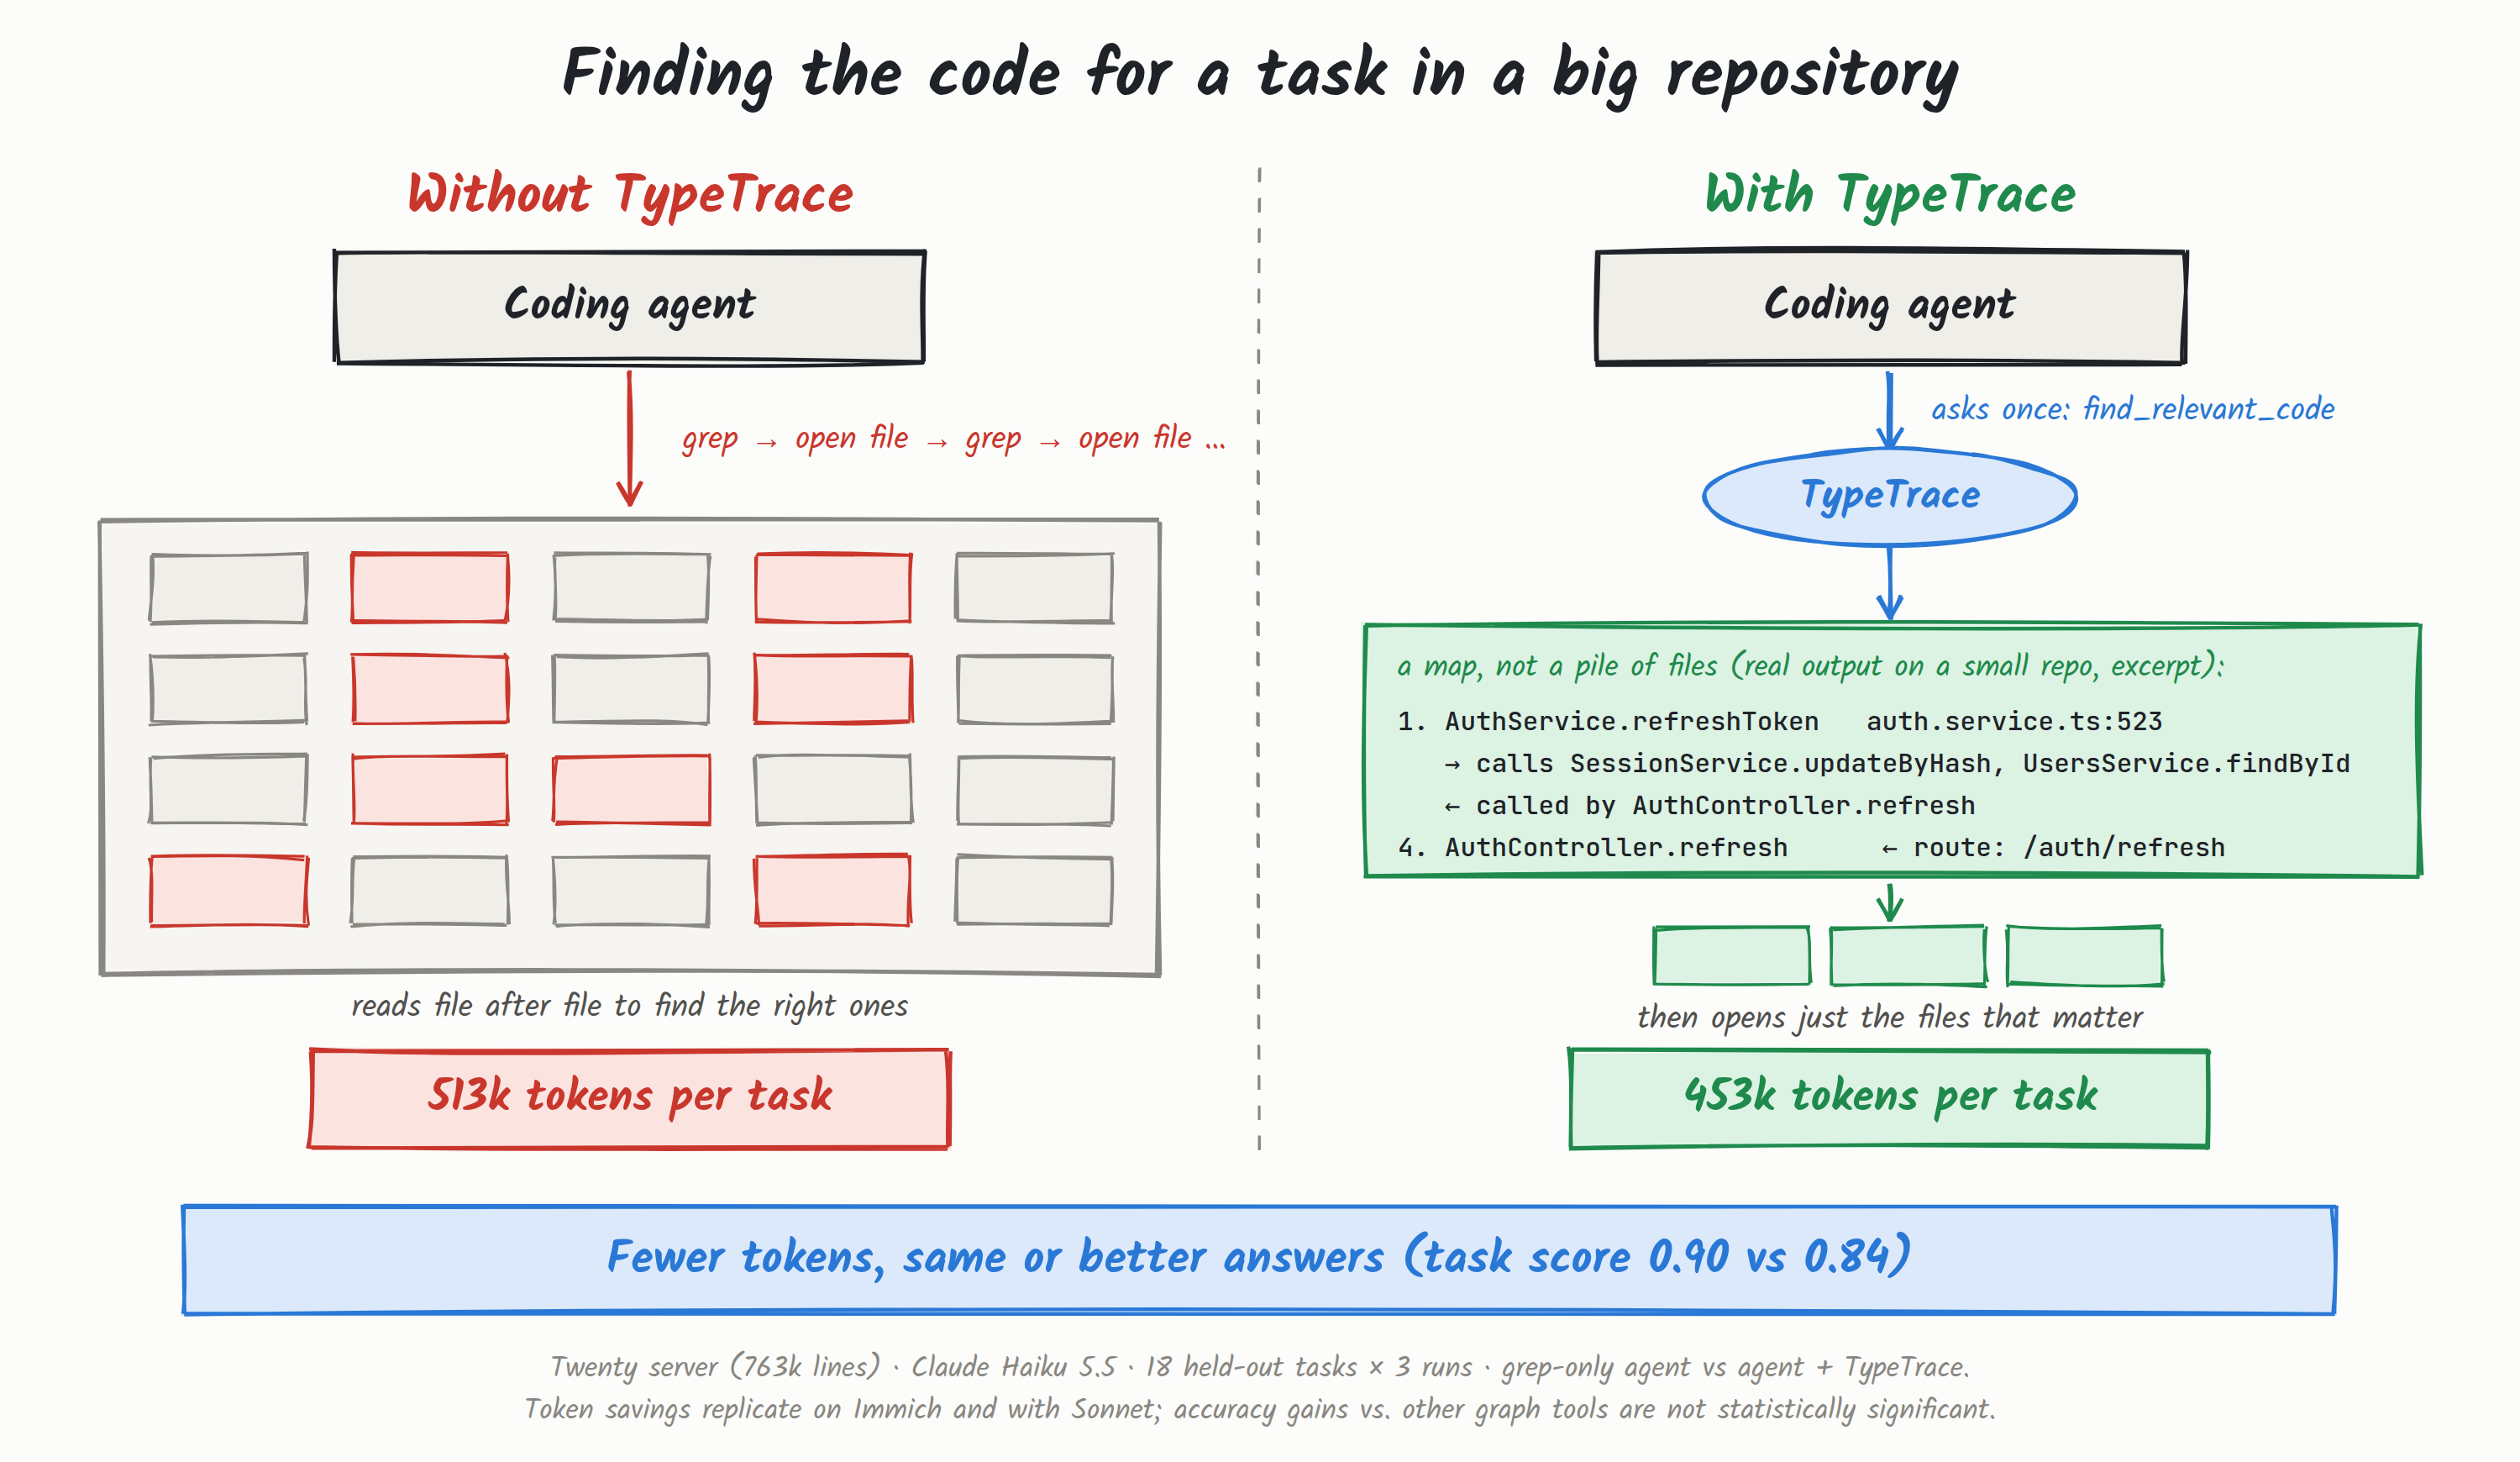 Finding the code for a task in a big repository
Without TypeTrace
Coding agent
grep → open file → grep → open file ...
reads file after file to find the right ones
513k tokens per task
With TypeTrace
Coding agent
asks once: find_relevant_code
TypeTrace
a map, not a pile of files (real output on a small repo, excerpt):
1. AuthService.refreshToken   auth.service.ts:523
→ calls SessionService.updateByHash, UsersService.findById
← called by AuthController.refresh
4. AuthController.refresh      ← route: /auth/refresh
then opens just the files that matter
453k tokens per task
Fewer tokens, same or better answers (task score 0.90 vs 0.84)
Twenty server (763k lines) · Claude Haiku 5.5 · 18 held-out tasks × 3 runs · grep-only agent vs agent + TypeTrace.
Token savings replicate on Immich and with Sonnet; accuracy gains vs. other graph tools are not statistically significant.